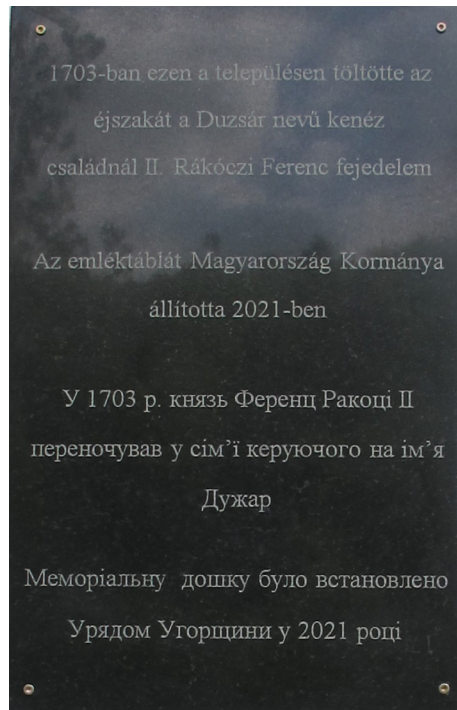 1703-ban ezen a településen töltötte az
éjszakát a Duzsár nevű kenéz
családnál II. Rákóczi Ferenc fejedelem
Az emléktáblát Magyarország Kormánya
állította 2021-ben
У 1703 р. князь Ференц Ракоці II
переночував у сім’ї керуючого на ім’я
Дужар
Меморіальну дошку було встановлено
Урядом Угорщини у 2021 році